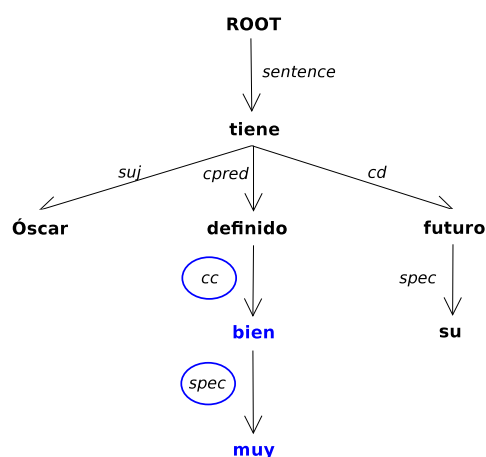 ROOT
sentence
tiene
suj cpred cd
Óscar definido futuro
cc spec
bien su
spec
muy